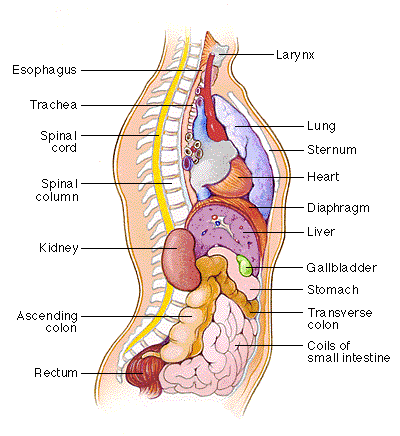 Larynx
Esophagus
Trachea
Lung
Spinal
cord
Sternum
Heart
Spinal
column
Diaphragm
Liver
Kidney
Gallbladder
Stomach
Ascending
colon
Transverse
colon
Coils of
small intestine
Rectum